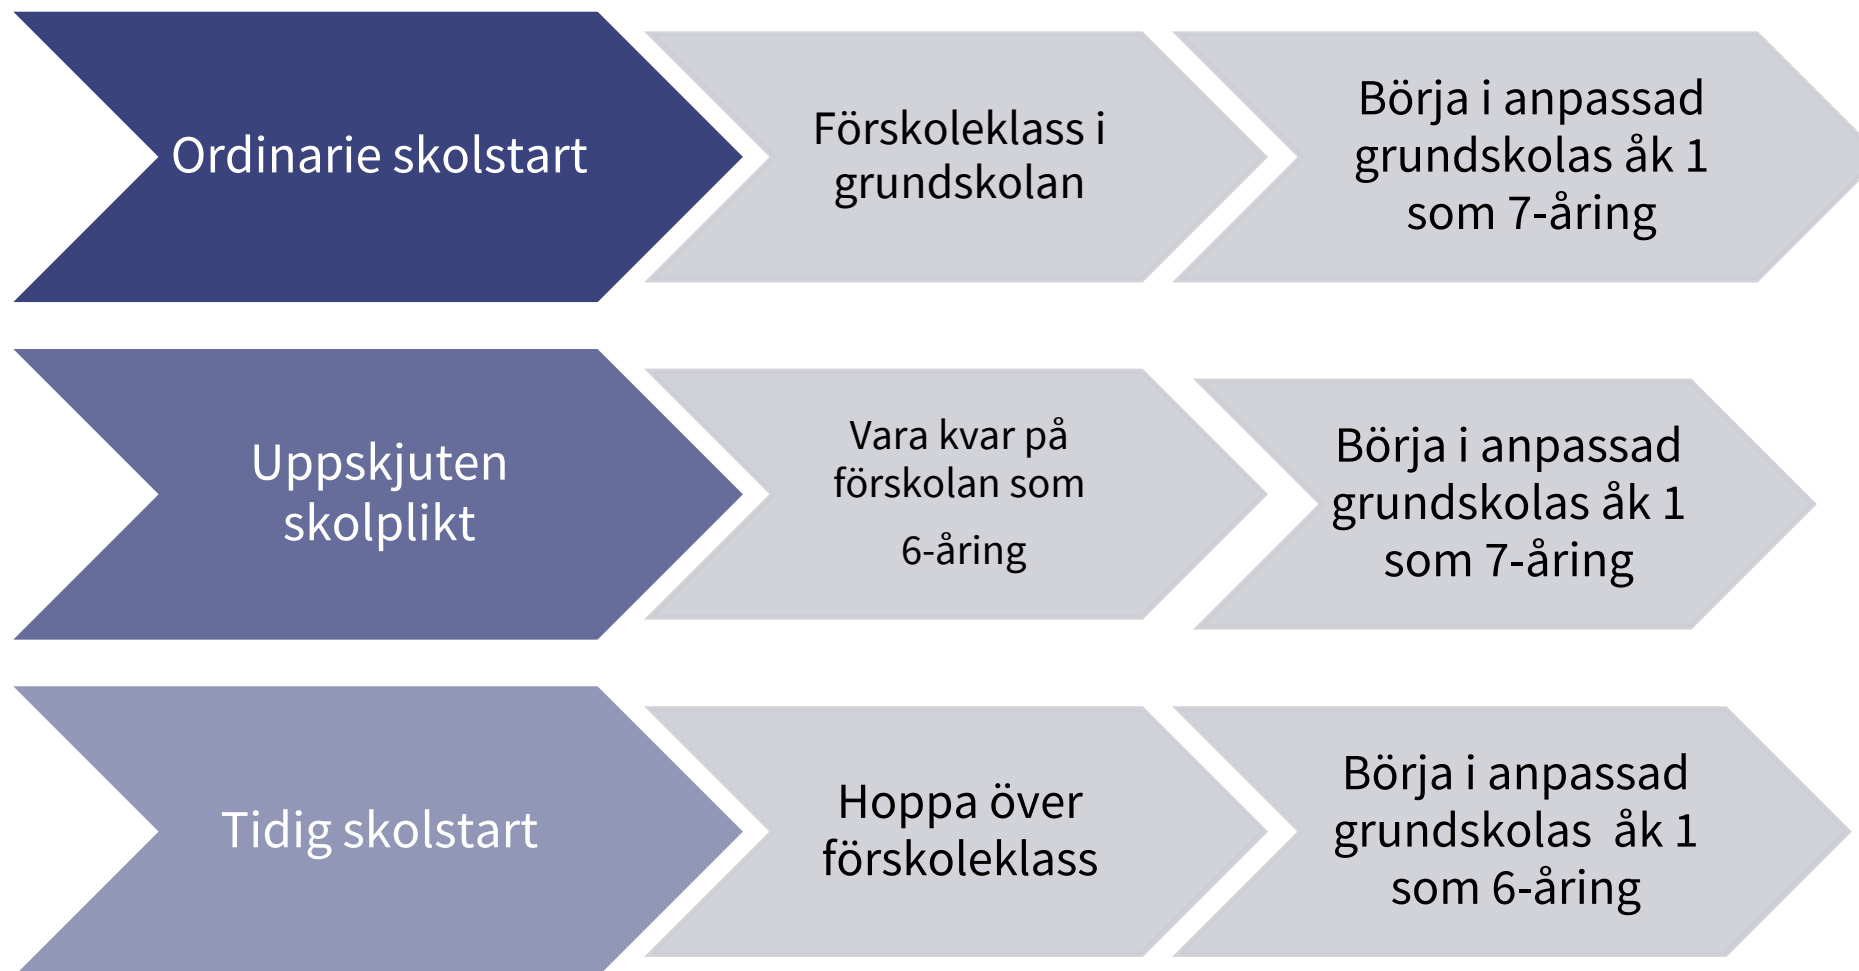 Ordinarie skolstart
Förskoleklass i
grundskolan
Börja i anpassad
grundskolas åk 1
som 7-åring
Uppskjuten
skolplikt
Vara kvar på
förskolan som
6-åring
Börja i anpassad
grundskolas åk 1
som 7-åring
Tidig skolstart
Hoppa över
förskoleklass
Börja i anpassad
grundskolas  åk 1
som 6-åring